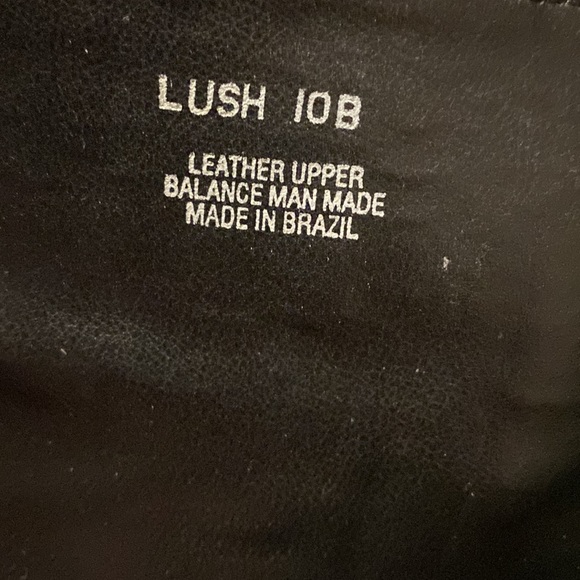 LUSH 10B
LEATHER UPPER
BALANCE MAN MADE
MADE IN BRAZIL